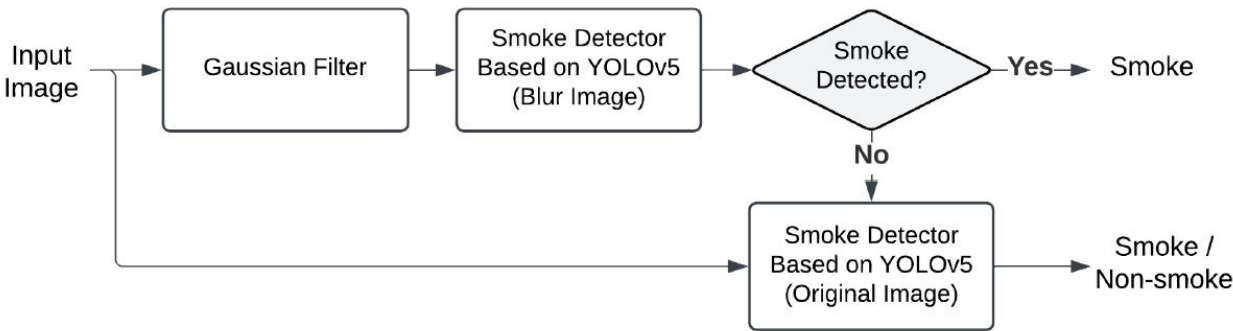 Input
Image
Gaussian Filter
Smoke Detector
Based on YOLOv5
(Blur Image)
Smoke
Detected?
Yes
Smoke
No
Smoke Detector
Based on YOLOv5
(Original Image)
Smoke /
Non-smoke